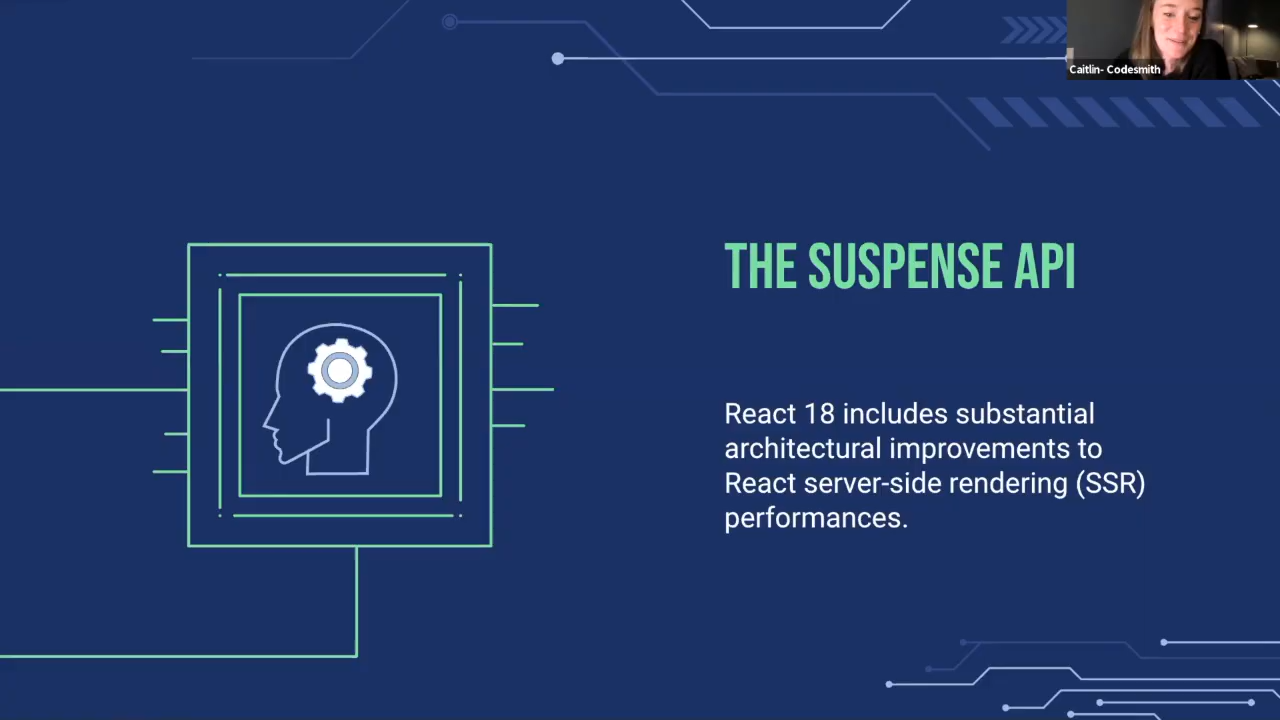 Caitlin- Codesmith
THE SUSPENSE API
React 18 includes substantial
architectural improvements to
React server-side rendering (SSR)
performances.